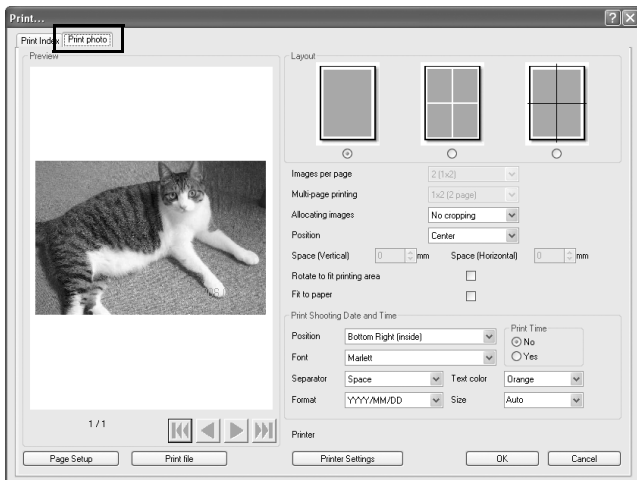 Print...
Print Index
Print photo
Preview
1 / 1
Page Setup
Print file
Layout
Images per page 2 (1x2)
Multi-page printing 1x2 (2 page)
Allocating images No cropping
Position Center
Space (Vertical) 0 mm Space (Horizontal) 0 mm
Rotate to fit printing area
Fit to paper
Print Shooting Date and Time
Position Bottom Right (inside)
Font Marlett
Print Time
No
Yes
Separator Space Text color Orange
Format YYYY/MM/DD Size Auto
Printer
Printer Settings
OK
Cancel